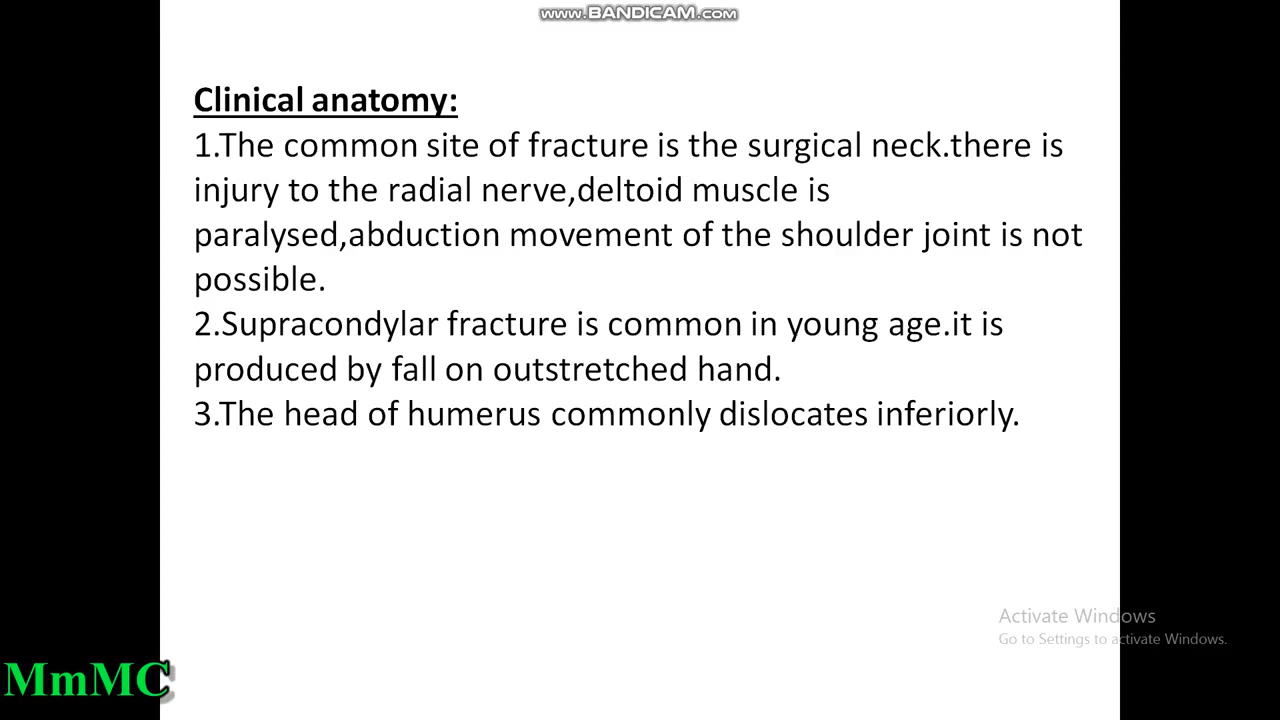 www.BANDICAM.com
Clinical anatomy:
1.The common site of fracture is the surgical neck.there is
injury to the radial nerve,deltoid muscle is
paralysed,abduction movement of the shoulder joint is not
possible.
2.Supracondylar fracture is common in young age.it is
produced by fall on outstretched hand.
3.The head of humerus commonly dislocates inferiorly.
Activate Windows
Go to Settings to activate Windows.
MmMC